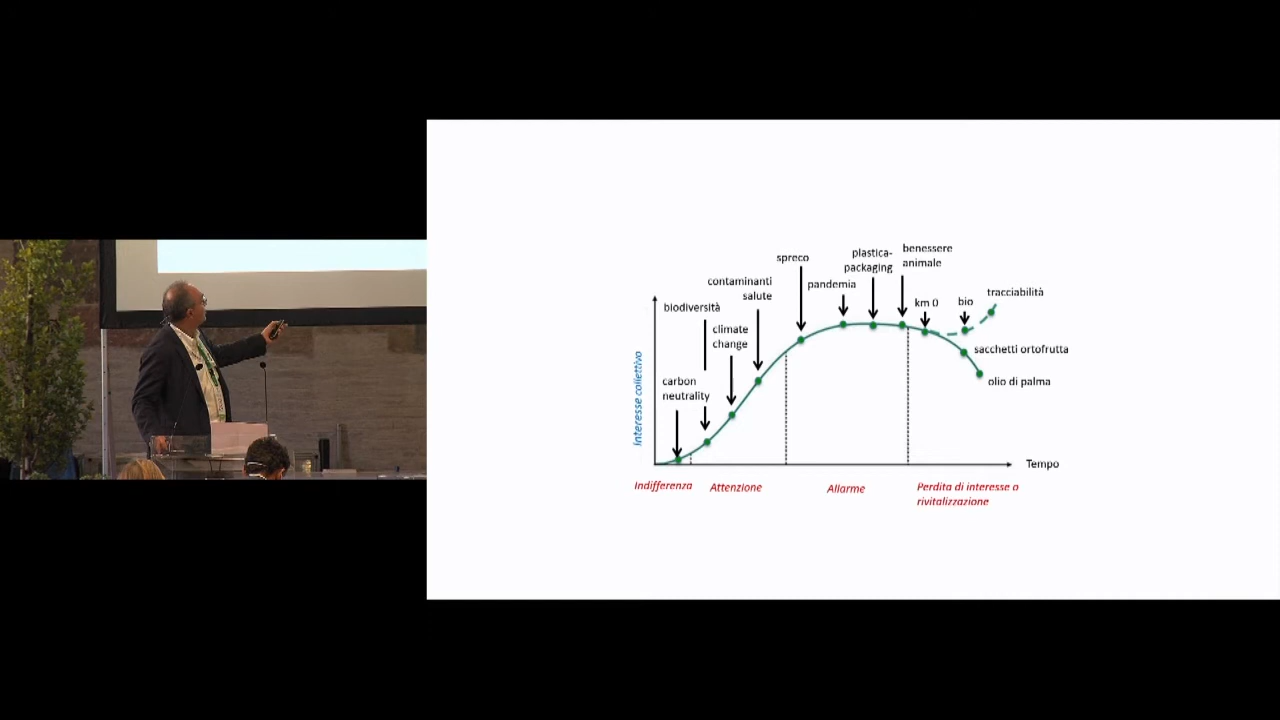 spreco
plastica-
packaging
benessere
animale
contaminanti
salute
pandemia
biodiversità
km 0
bio
tracciabilità
climate
change
sacchetti ortofrutta
carbon
neutrality
olio di palma
Interesse collettivo
Tempo
Indifferenza
Attenzione
Allarme
Perdita di interesse o
rivitalizzazione